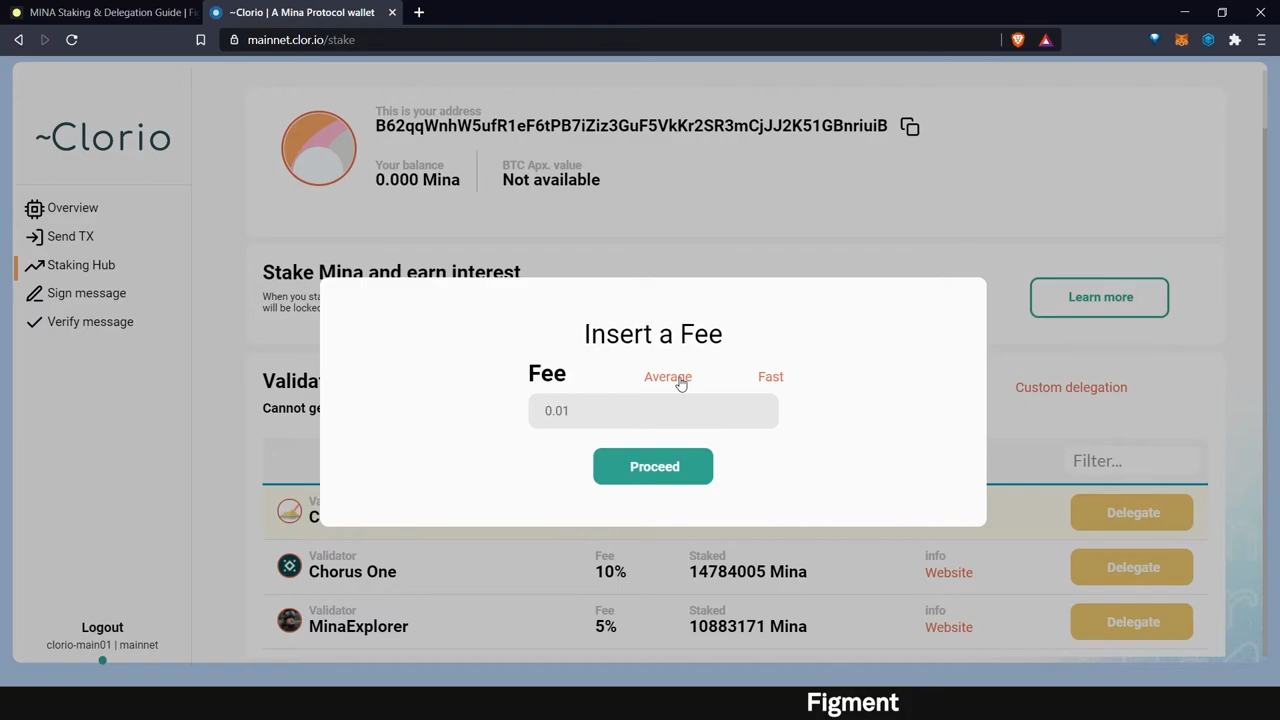 MINA Staking & Delegation Guide | Fi
~Clorio | A Mina Protocol wallet
mainnet.clor.io/stake
~Clorio
Overview
Send TX
Staking Hub
Sign message
Verify message
Logout
clorio-main01 | mainnet
This is your address
B62qqWnhW5ufR1eF6tPB7iZiz3GuF5VkKr2SR3mCjJJ2K51GBnriuiB
Your balance
0.000 Mina
BTC Apx. value
Not available
Stake Mina and earn interest
When you sta
will be locked
Learn more
Insert a Fee
Fee
Average
Fast
0.01
Proceed
Valida
Cannot ge
Custom delegation
Filter...
Va
C
Delegate
Validator
Chorus One
Fee
10%
Staked
14784005 Mina
info
Website
Delegate
Validator
MinaExplorer
Fee
5%
Staked
10883171 Mina
info
Website
Delegate
Figment